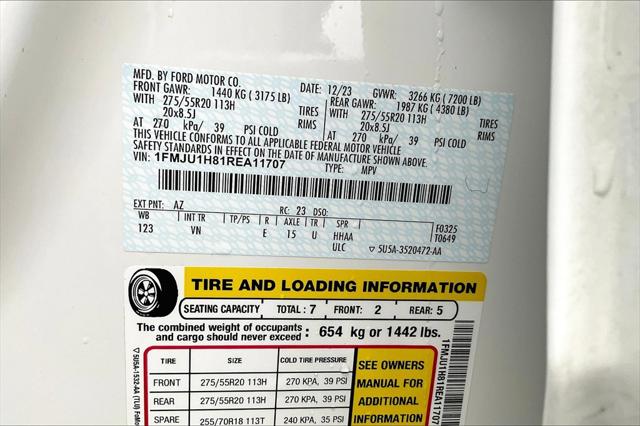 MFD. BY FORD MOTOR CO.
12/23 GVWR: 3266 KG (7200 LB)
FRONT GAWR: 1440 KG (3175 LB)
REAR GAWR: 1987 KG (4380 LB)
WITH 275/55R20 113H
WITH 275/55R20 113H
20x8.5J
20x8.5J
AT 270 kPa/ 39 PSI COLD
AT 270 kPa/ 39 PSI COLD
THIS VEHICLE CONFORMS TO ALL APPLICABLE FEDERAL MOTOR VEHICLE
SAFETY STANDARDS IN EFFECT ON THE DATE OF MANUFACTURE SHOWN ABOVE.
VIN: 1FMJU1H81REA11707
TYPE: MPV
EXT PNT: AZ RC: 23 DSO:
WB INT TR TP/PS R AXLE TR SPR
F0325
123 VN E 15 U HHAA
T0649
ULC
▽ 5U5A-3520472-AA
TIRE AND LOADING INFORMATION
SEATING CAPACITY TOTAL: 7 FRONT: 2 REAR: 5
The combined weight of occupants
and cargo should never exceed: 654 kg or 1442 lbs.
TIRE SIZE COLD TIRE PRESSURE
FRONT 275/55R20 113H 270 KPA, 39 PSI
REAR 275/55R20 113H 270 KPA, 39 PSI
SPARE 255/70R18 113T 240 KPA, 35 PSI
SEE OWNERS
MANUAL FOR
ADDITIONAL
INFORMATION
▽ 5U5A-1532-AA (TLU)
1FMJU1H81REA11707